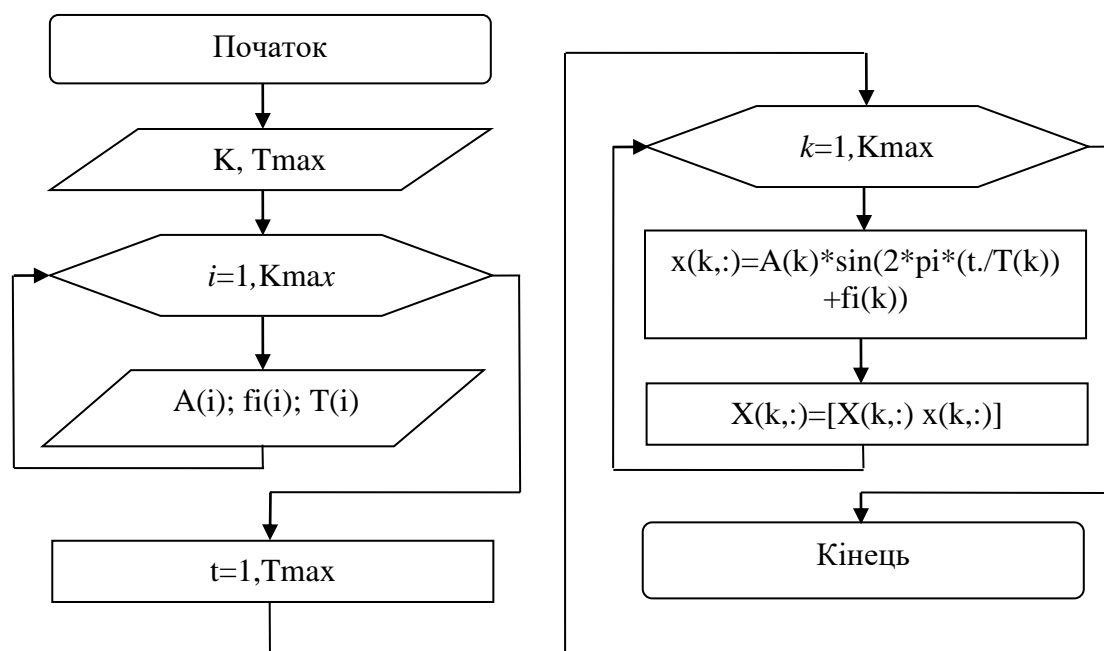 Початок
K, Tmax
i=1,Kmax
A(i); fi(i); T(i)
t=1,Tmax
k=1,Kmax
x(k,:)=A(k)*sin(2*pi*(t./T(k))
+fi(k))
X(k,:)=[X(k,:) x(k,:)]
Кінець